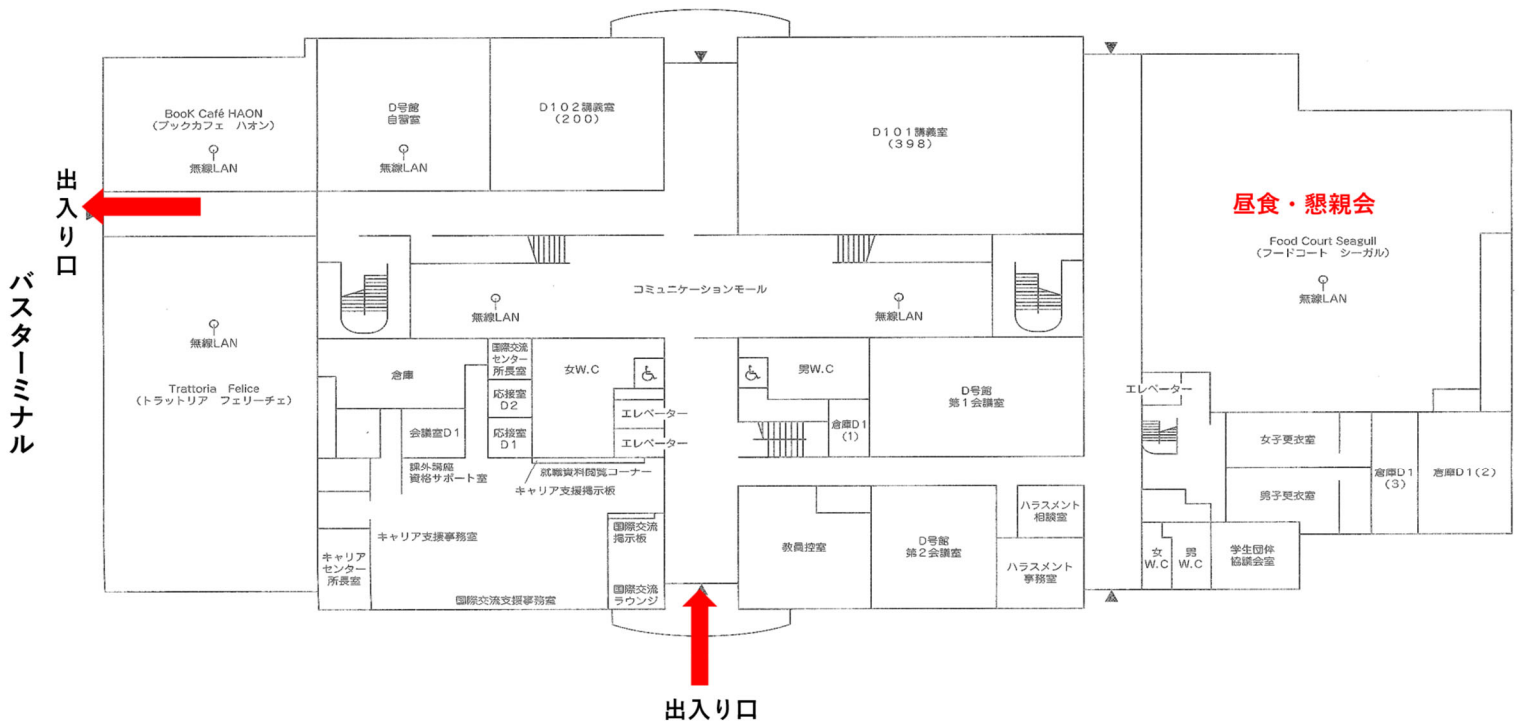 BooK Café HAON
（ブックカフェ　ハオン）
無線LAN
D号館
自習室
無線LAN
D102講義室
（200）
D101講義室
（398）
出入り口
昼食・懇親会
Food Court Seagull
（フードコート　シーガル）
無線LAN
バスターミナル
コミュニケーションモール
無線LAN
無線LAN
無線LAN
Trattoria　Felice
（トラットリア　フェリーチェ）
倉庫
国際交流
センター
所長室
女W.C
男W.C
D号館
第1会議室
エレベーター
応接室
D2
エレベーター
会議室D1
応接室
D1
エレベーター
倉庫D1
(1)
女子更衣室
倉庫D1
(3)
倉庫D1(2)
課外講座
資格サポート室
就職資料閲覧コーナー
キャリア支援掲示板
男子更衣室
ハラスメント
相談室
キャリア支援事務室
国際交流
掲示板
教員控室
D号館
第2会議室
キャリア
センター
所長室
ハラスメント
事務室
女
W.C
男
W.C
学生団体
協議会室
国際交流支援事務室
国際交流
ラウンジ
出入り口